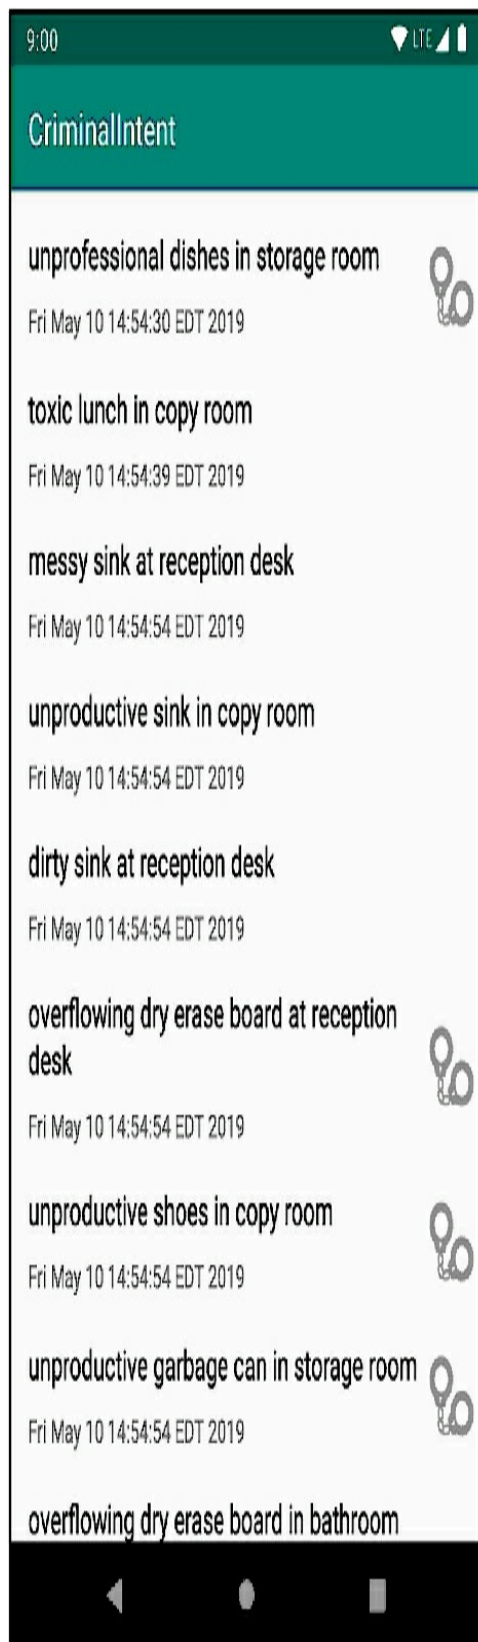 9:00 LTE
CriminalIntent
unprofessional dishes in storage room
Fri May 10 14:54:30 EDT 2019
toxic lunch in copy room
Fri May 10 14:54:39 EDT 2019
messy sink at reception desk
Fri May 10 14:54:54 EDT 2019
unproductive sink in copy room
Fri May 10 14:54:54 EDT 2019
dirty sink at reception desk
Fri May 10 14:54:54 EDT 2019
overflowing dry erase board at reception
desk
Fri May 10 14:54:54 EDT 2019
unproductive shoes in copy room
Fri May 10 14:54:54 EDT 2019
unproductive garbage can in storage room
Fri May 10 14:54:54 EDT 2019
overflowing dry erase board in bathroom